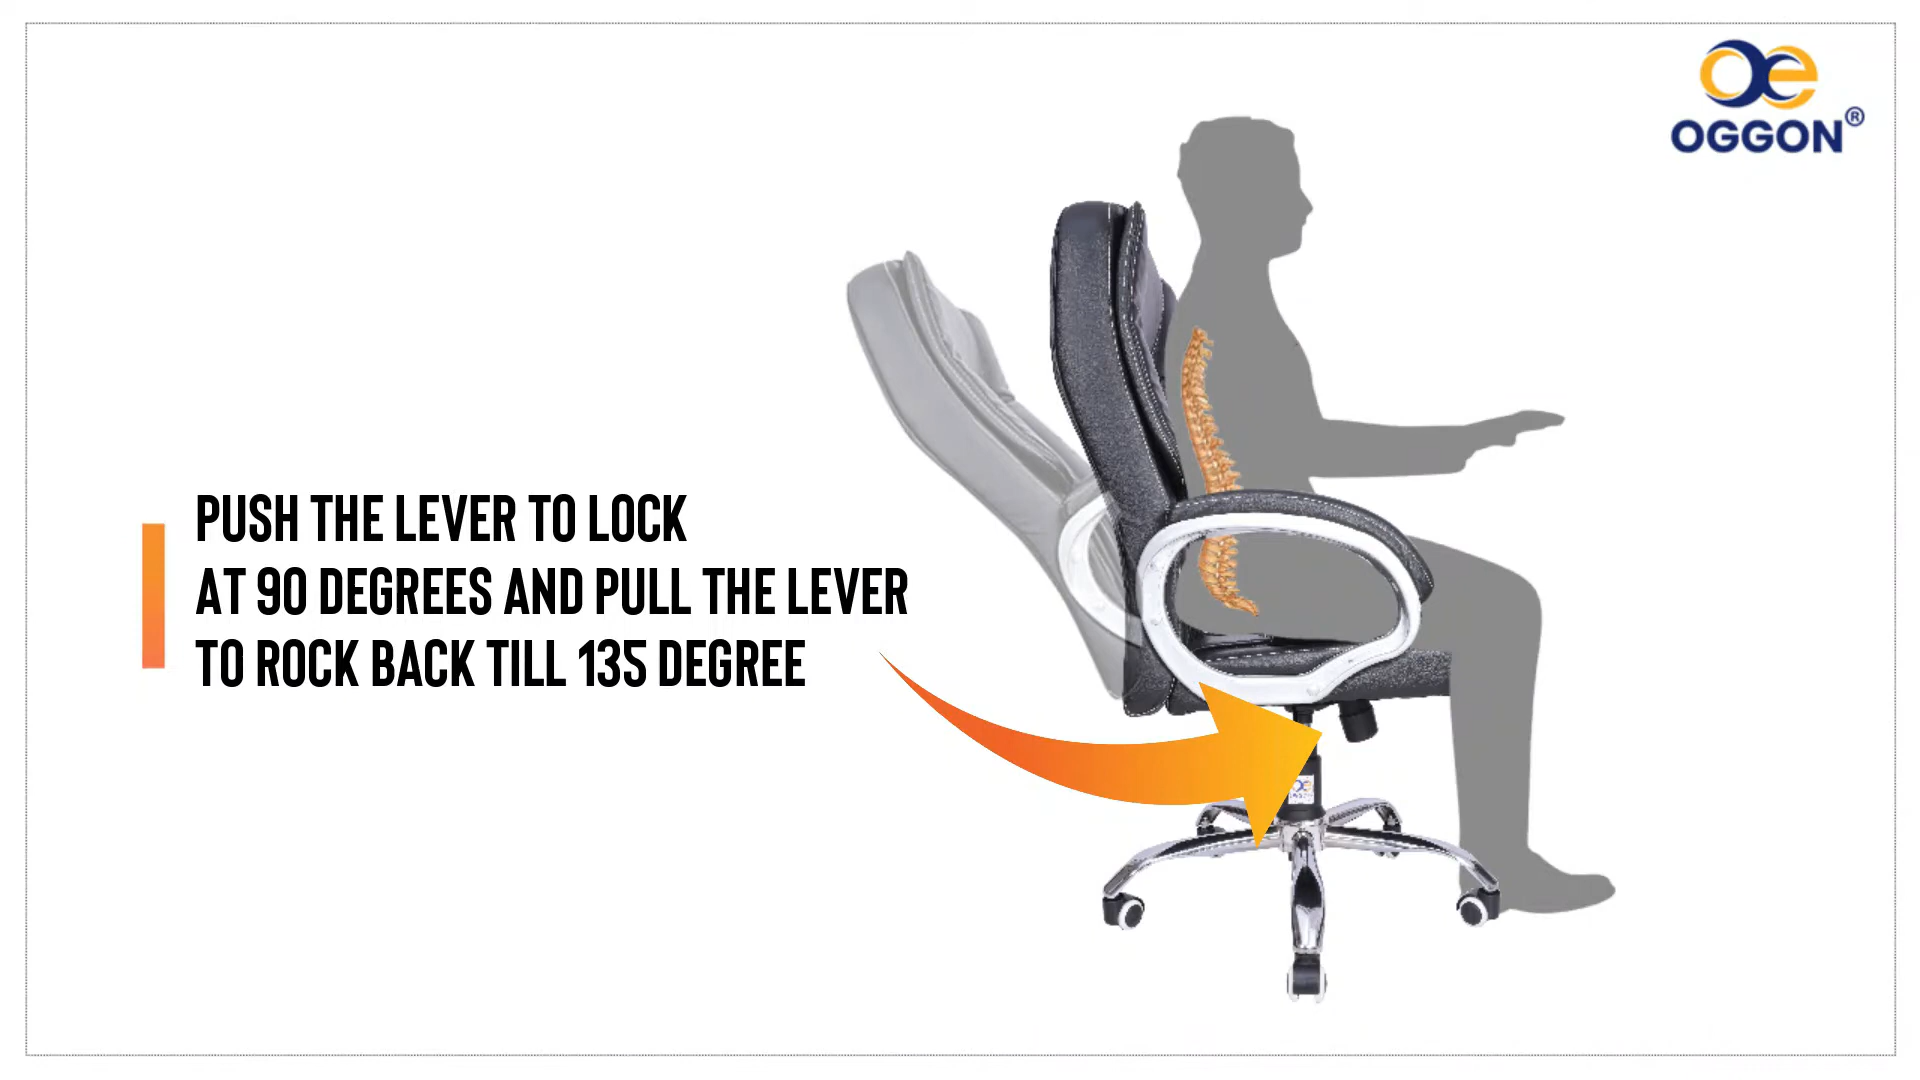 OGGON®
PUSH THE LEVER TO LOCK
AT 90 DEGREES AND PULL THE LEVER
TO ROCK BACK TILL 135 DEGREE